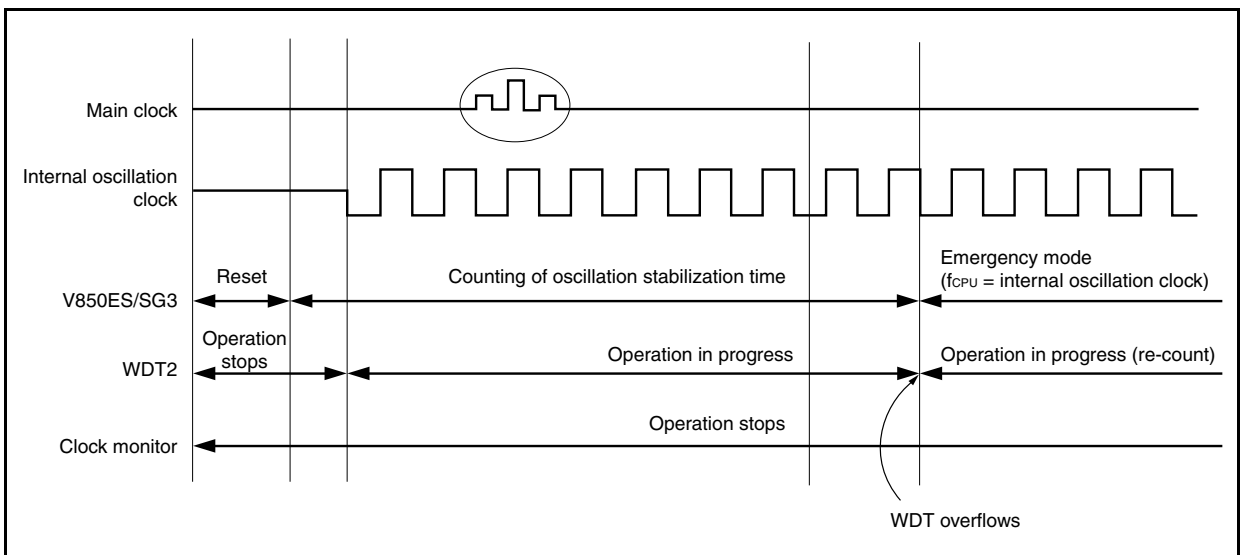 Main clock
Internal oscillation
clock
Reset
Counting of oscillation stabilization time
Emergency mode
(fCPU = internal oscillation clock)
V850ES/SG3
Operation
stops
Operation in progress
Operation in progress (re-count)
WDT2
Operation stops
Clock monitor
WDT overflows